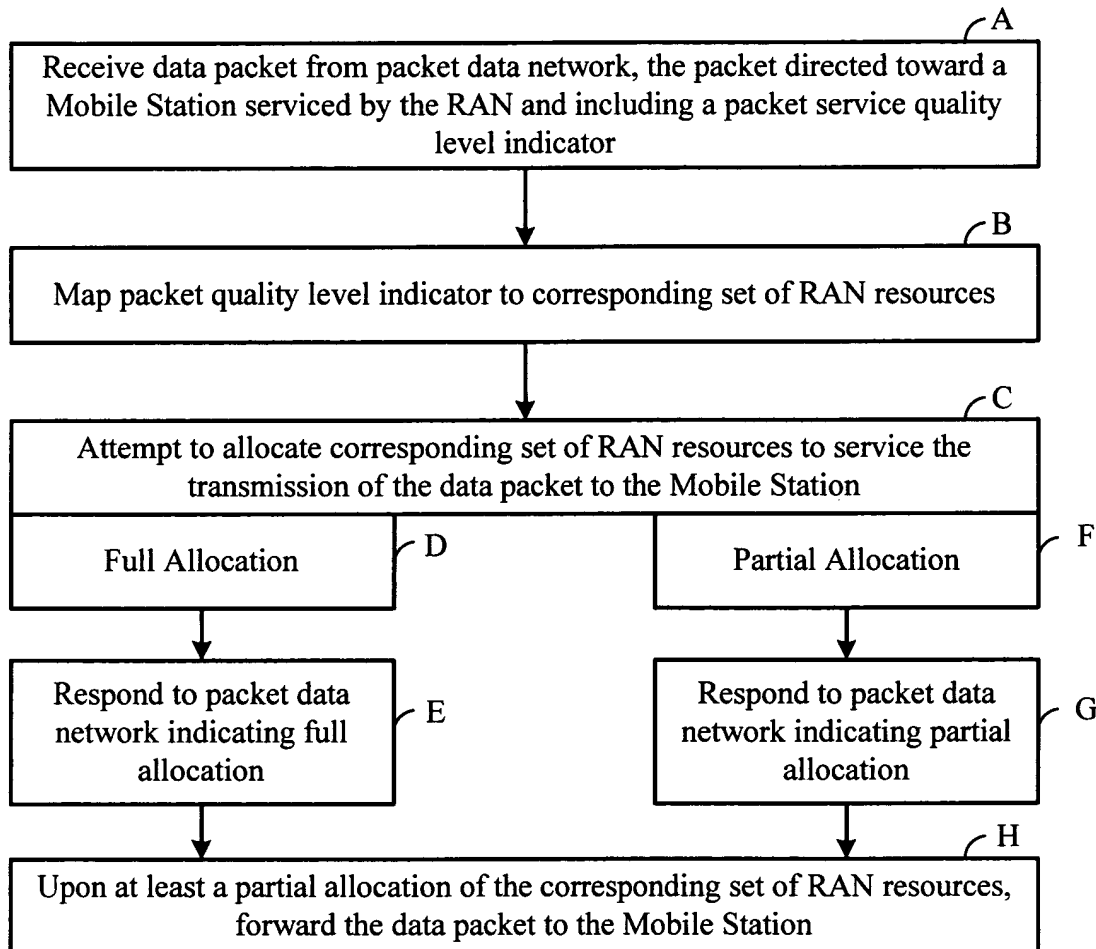 A
Receive data packet from packet data network, the packet directed toward a
Mobile Station serviced by the RAN and including a packet service quality
level indicator
B
Map packet quality level indicator to corresponding set of RAN resources
C
Attempt to allocate corresponding set of RAN resources to service the
transmission of the data packet to the Mobile Station
Full Allocation
D
Partial Allocation
F
Respond to packet data
network indicating full
allocation
E
Respond to packet data
network indicating partial
allocation
G
H
Upon at least a partial allocation of the corresponding set of RAN resources,
forward the data packet to the Mobile Station